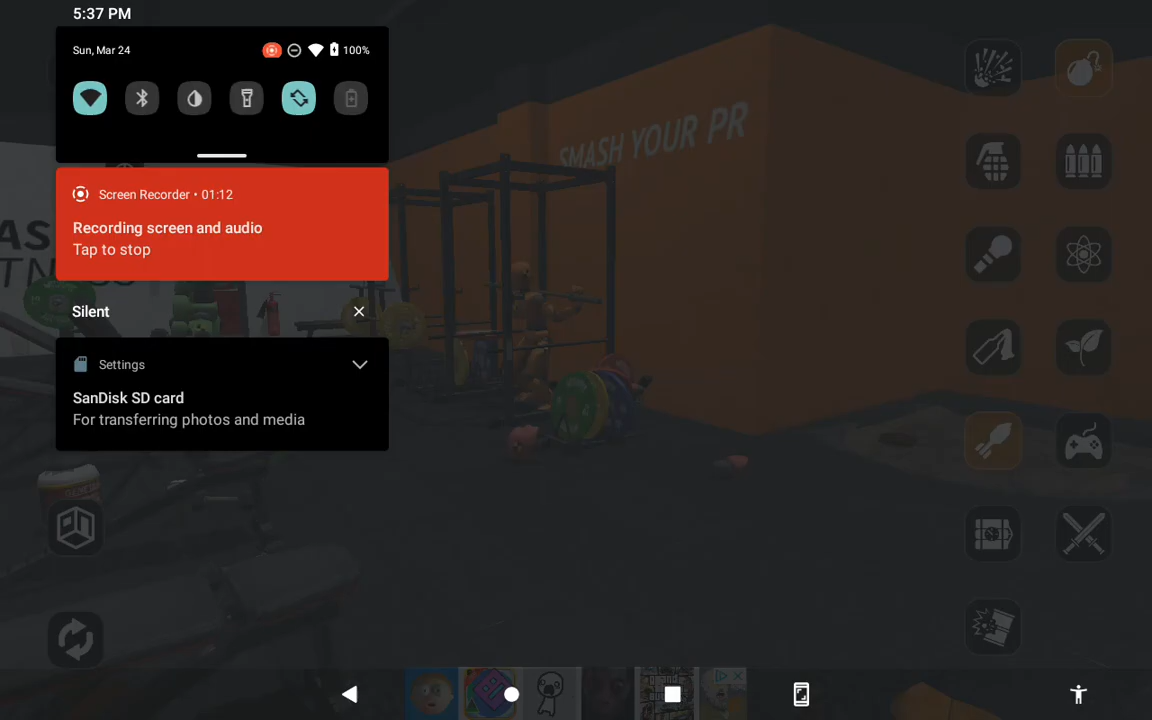 5:37 PM
Sun, Mar 24
100%
Screen Recorder • 01:12
Recording screen and audio
Tap to stop
Silent
Settings
SanDisk SD card
For transferring photos and media
SMASH YOUR PR